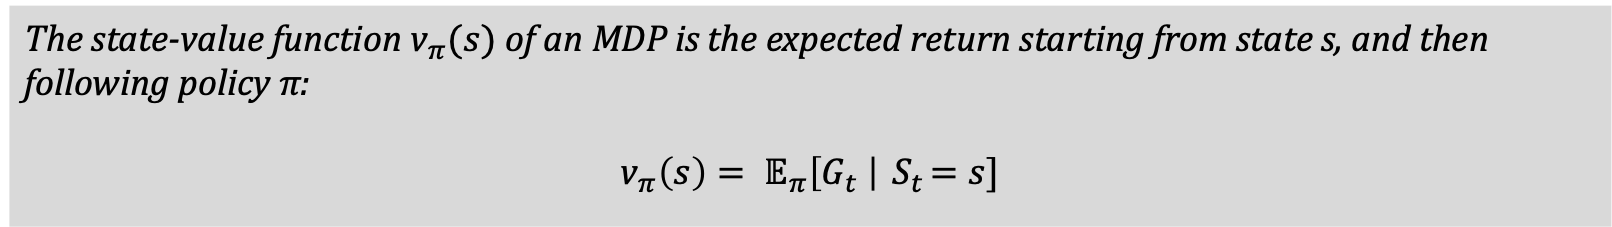 The state-value function vπ(s) of an MDP is the expected return starting from state s, and then
following policy π:
vπ(s) = 𝔼π[Gt | St = s]